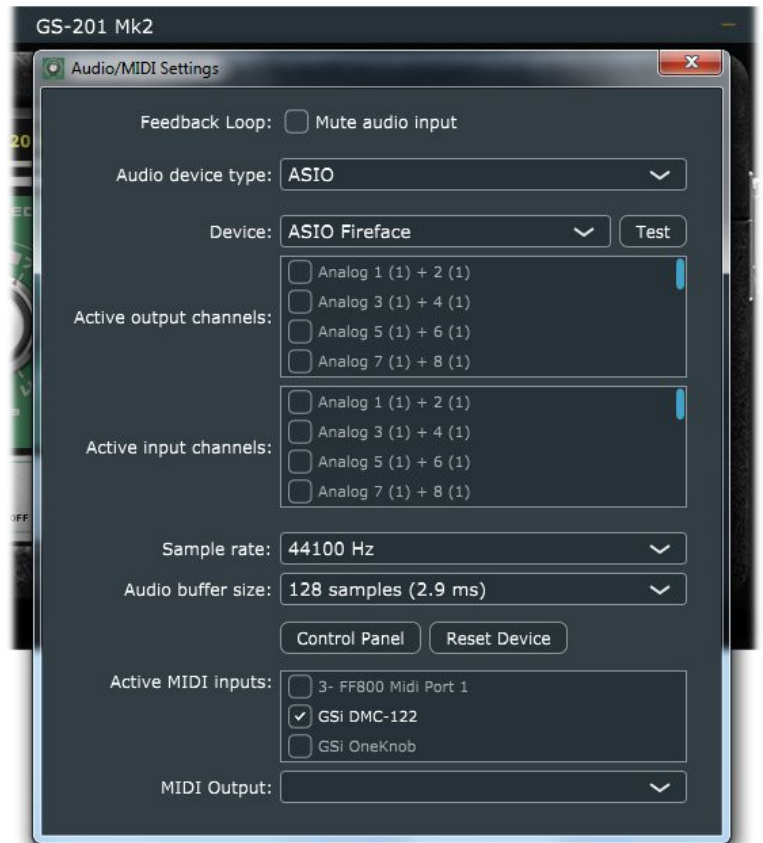 GS-201 Mk2
Audio/MIDI Settings
Feedback Loop: Mute audio input
Audio device type: ASIO
Device: ASIO Fireface Test
Active output channels:
Analog 1 (1) + 2 (1)
Analog 3 (1) + 4 (1)
Analog 5 (1) + 6 (1)
Analog 7 (1) + 8 (1)
Active input channels:
Analog 1 (1) + 2 (1)
Analog 3 (1) + 4 (1)
Analog 5 (1) + 6 (1)
Analog 7 (1) + 8 (1)
Sample rate: 44100 Hz
Audio buffer size: 128 samples (2.9 ms)
Control Panel Reset Device
Active MIDI inputs:
3- FF800 Midi Port 1
GSi DMC-122
GSi OneKnob
MIDI Output:
20
EC
OFF